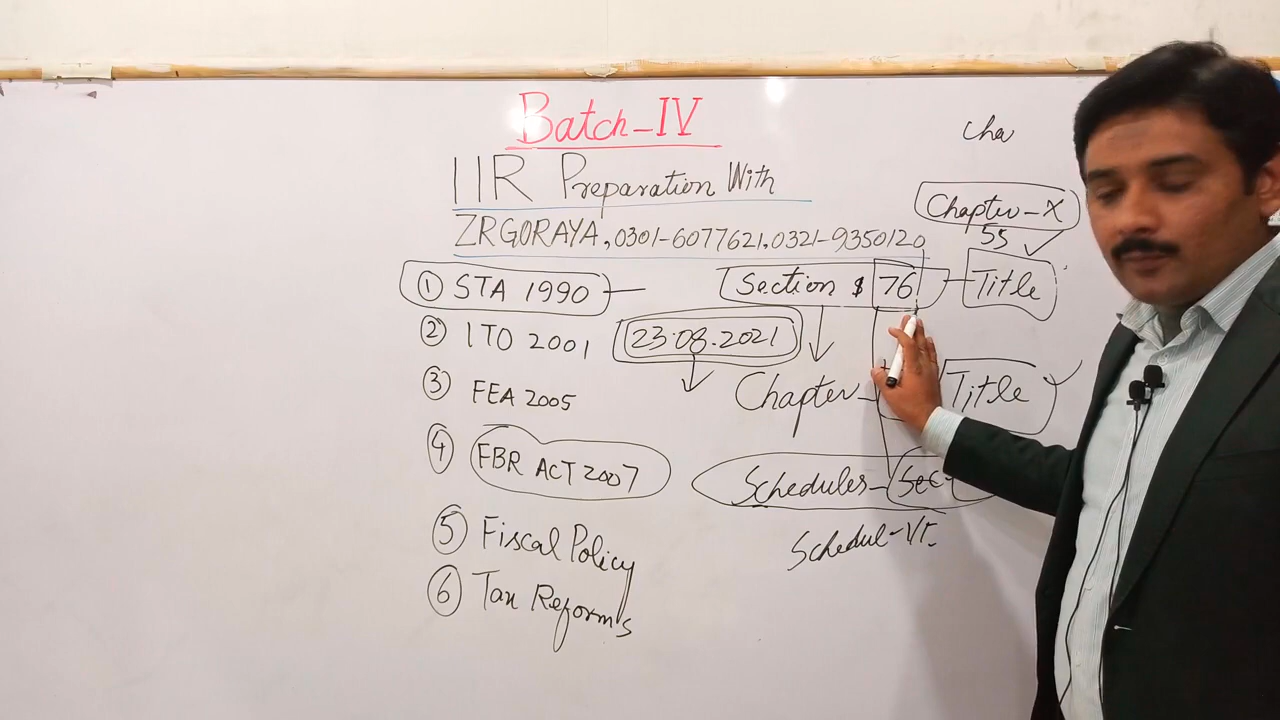 Batch-IV
cha
IIR Preparation With
Chapter-X
ZRGORAYA, 0301-6077621, 0321-9350120
55
① STA 1990
Section $ 76
Title
② ITO 2001
23.08.2021
③ FEA 2005
Chapter-
Title
④ FBR ACT 2007
Schedules-Sec-
⑤ Fiscal Policy
Schedul-VI
⑥ Tax Reforms